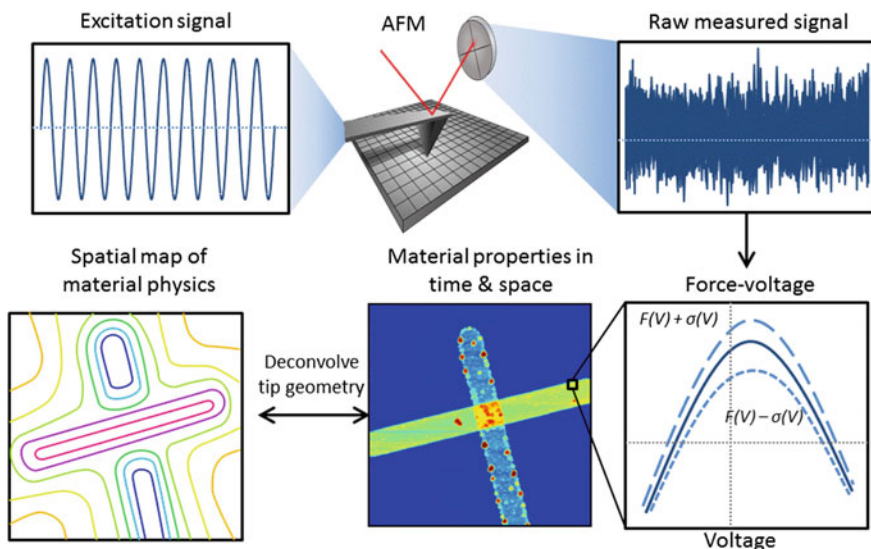 Excitation signal
AFM
Raw measured signal
Spatial map of
material physics
Deconvolve
tip geometry
Material properties in
time & space
Force-voltage
F(V) + σ(V)
F(V) – σ(V)
Voltage